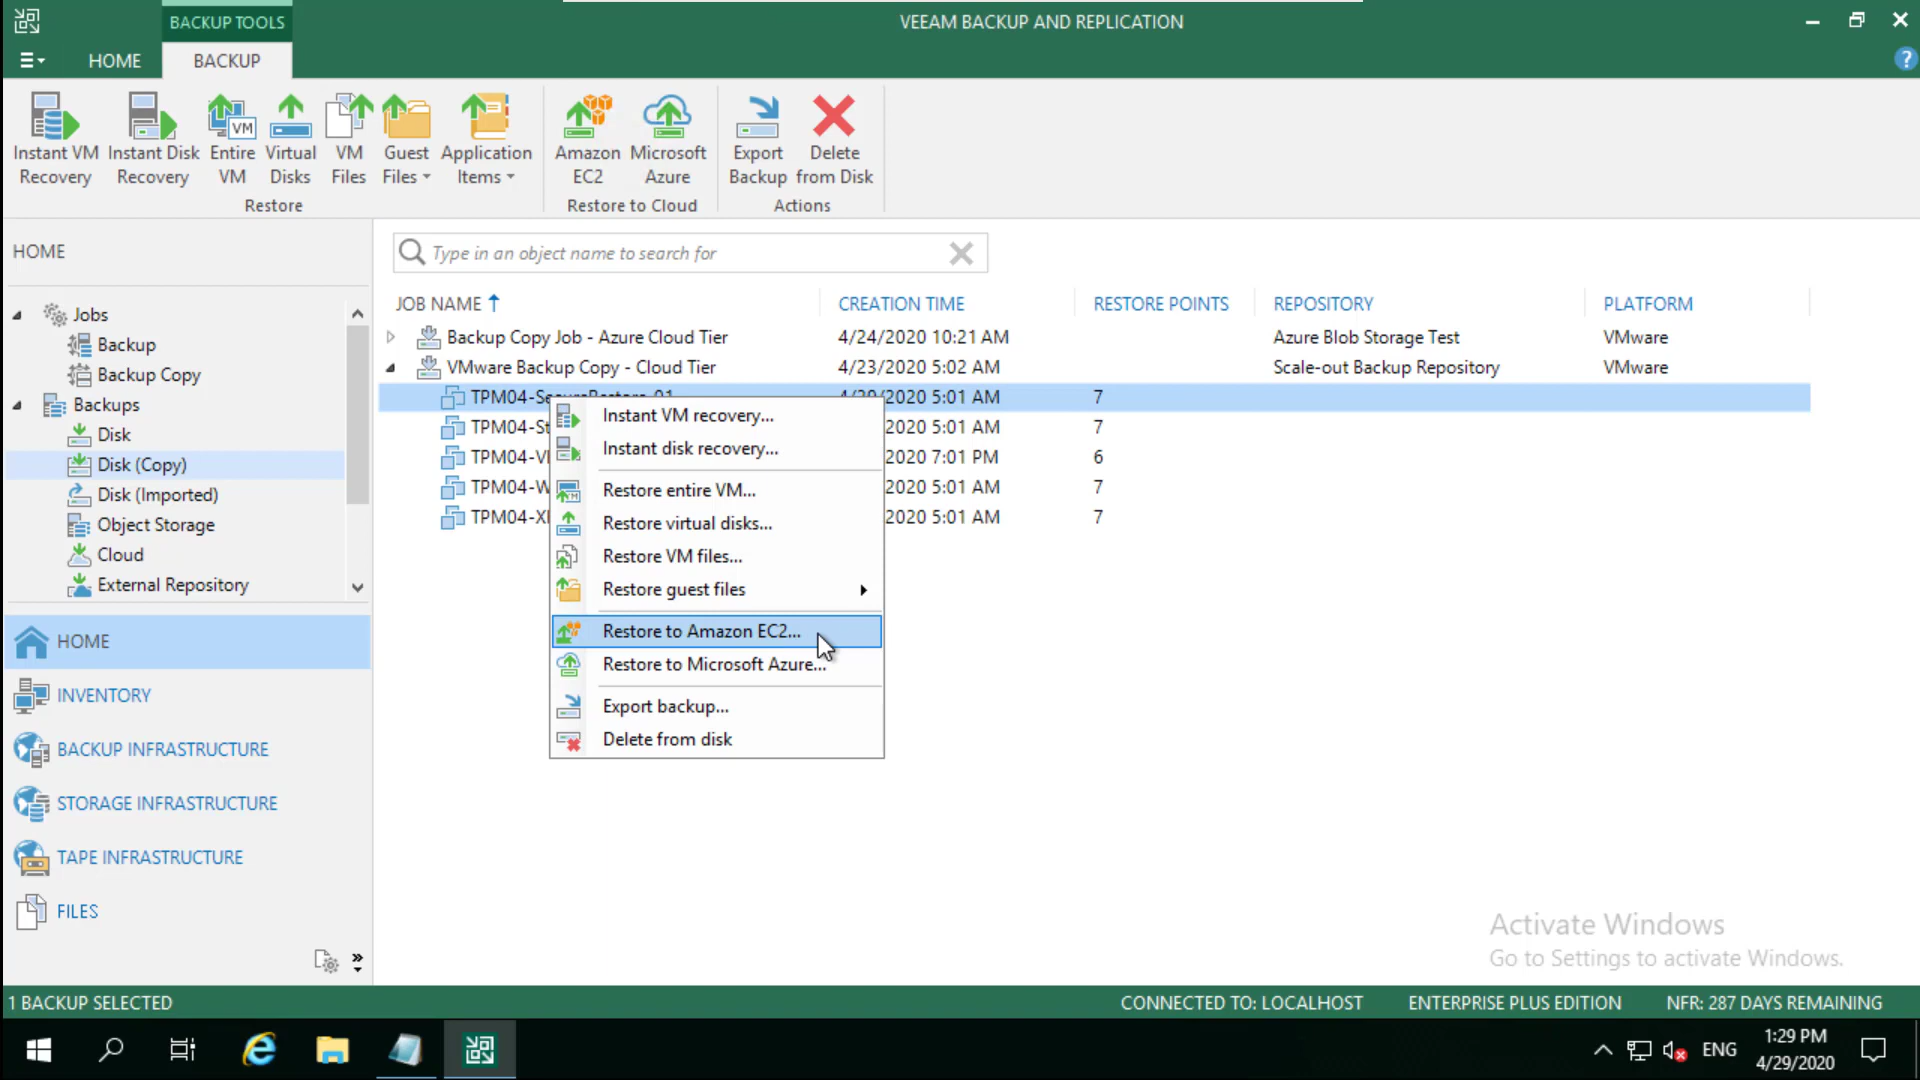 BACKUP TOOLS
VEEAM BACKUP AND REPLICATION
HOME
BACKUP
Instant VM
Recovery
Instant Disk
Recovery
Entire
VM
Virtual
Disks
VM
Files
Guest
Files
Application
Items
Amazon
EC2
Microsoft
Azure
Export
Backup
Delete
from Disk
Restore
Restore to Cloud
Actions
HOME
Type in an object name to search for
Jobs
Backup
Backup Copy
Backups
Disk
Disk (Copy)
Disk (Imported)
Object Storage
Cloud
External Repository
HOME
INVENTORY
BACKUP INFRASTRUCTURE
STORAGE INFRASTRUCTURE
TAPE INFRASTRUCTURE
FILES
JOB NAME CREATION TIME RESTORE POINTS REPOSITORY PLATFORM
Backup Copy Job - Azure Cloud Tier 4/24/2020 10:21 AM Azure Blob Storage Test VMware
VMware Backup Copy - Cloud Tier 4/23/2020 5:02 AM Scale-out Backup Repository VMware
TPM04-SecureRestore-01 4/29/2020 5:01 AM 7
TPM04-St 2020 5:01 AM 7
2020 7:01 PM 6
2020 5:01 AM 7
2020 5:01 AM 7
Instant VM recovery...
Instant disk recovery...
Restore entire VM...
Restore virtual disks...
Restore VM files...
Restore guest files
Restore to Amazon EC2...
Restore to Microsoft Azure...
Export backup...
Delete from disk
Activate Windows
Go to Settings to activate Windows.
1 BACKUP SELECTED
CONNECTED TO: LOCALHOST
ENTERPRISE PLUS EDITION
NFR: 287 DAYS REMAINING
ENG
1:29 PM
4/29/2020